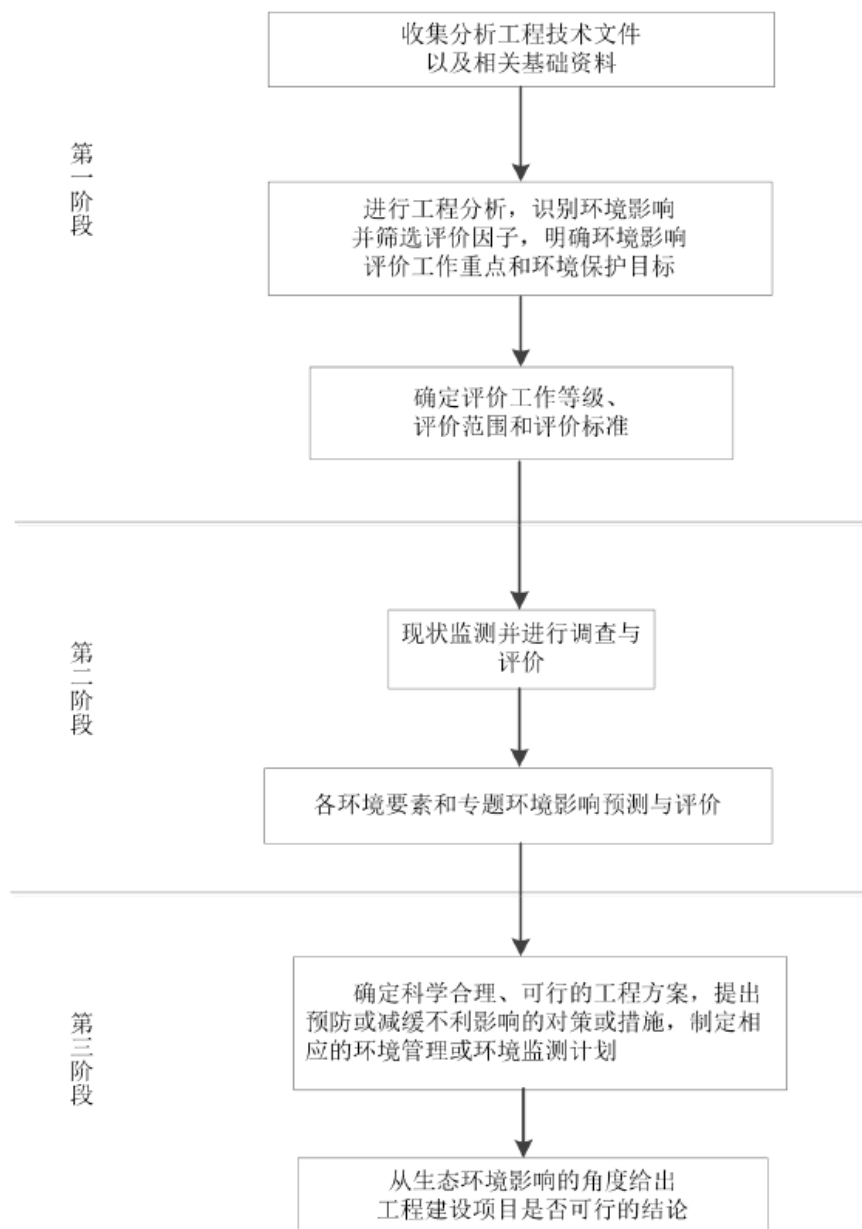 收集分析工程技术文件
以及相关基础资料
第一阶段
进行工程分析，识别环境影响
并筛选评价因子，明确环境影响
评价工作重点和环境保护目标
确定评价工作等级、
评价范围和评价标准
现状监测并进行调查与
评价
第二阶段
各环境要素和专题环境影响预测与评价
确定科学合理、可行的工程方案，提出
预防或减缓不利影响的对策或措施，制定相
应的环境管理或环境监测计划
第三阶段
从生态环境影响的角度给出
工程建设项目是否可行的结论